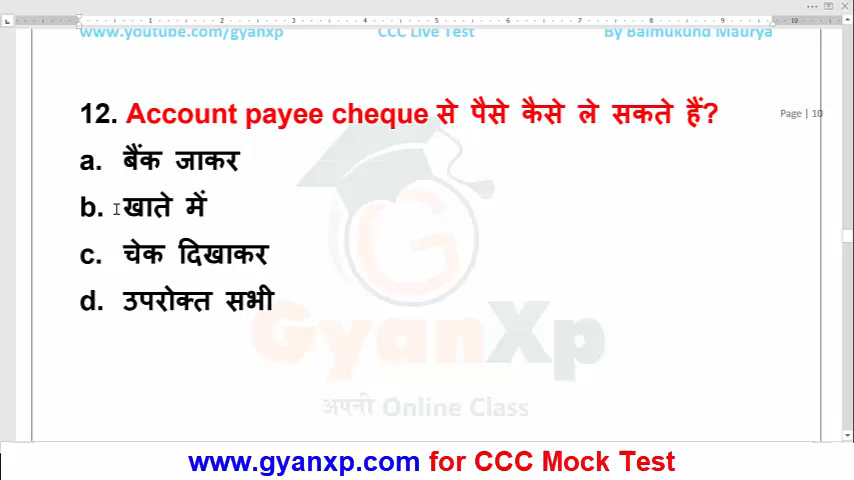 www.youtube.com/gyanxp CCC Live Test By Balmukund Maurya
12. Account payee cheque से पैसे कैसे ले सकते हैं?
Page | 10
a. बैंक जाकर
b. खाते में
c. चेक दिखाकर
d. उपरोक्त सभी
GyanXp
अपनी Online Class
www.gyanxp.com for CCC Mock Test